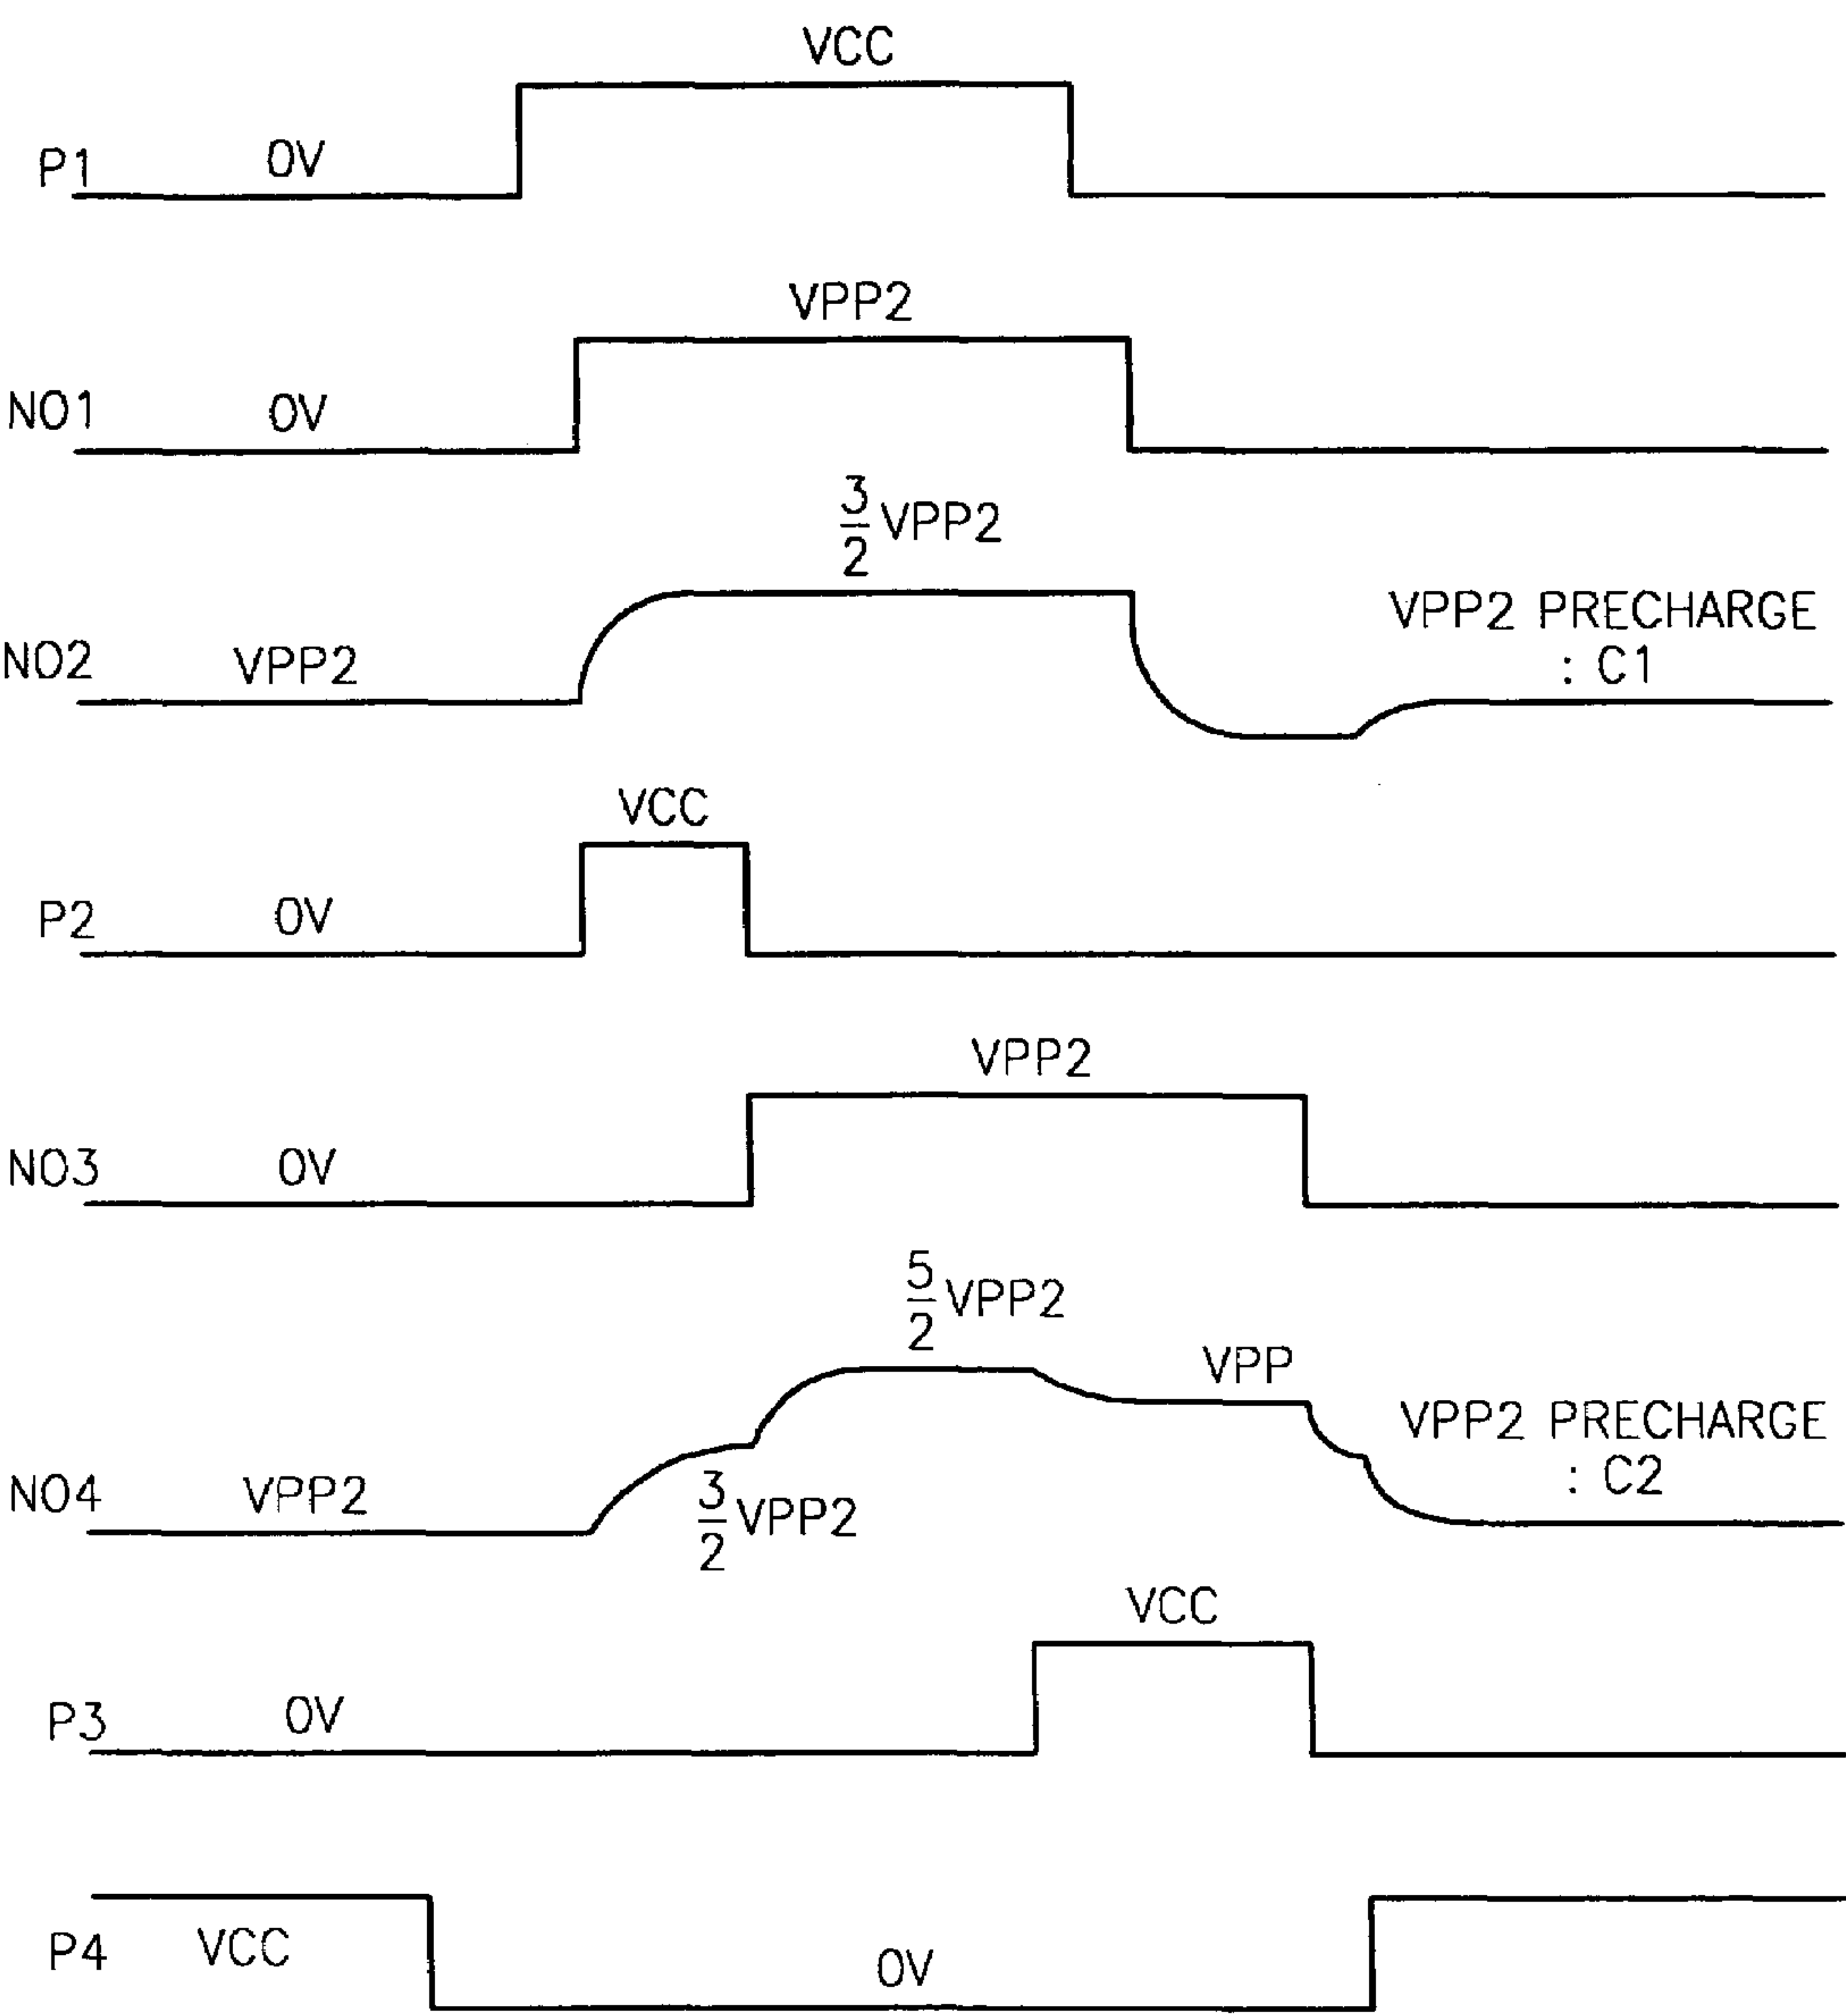 VCC
P1 0V
VPP2
NO1 0V
3/2 VPP2
NO2 VPP2
VPP2 PRECHARGE
: C1
VCC
P2 0V
VPP2
NO3 0V
5/2 VPP2
VPP
VPP2 PRECHARGE
: C2
NO4 VPP2
3/2 VPP2
VCC
P3 0V
P4 VCC 0V